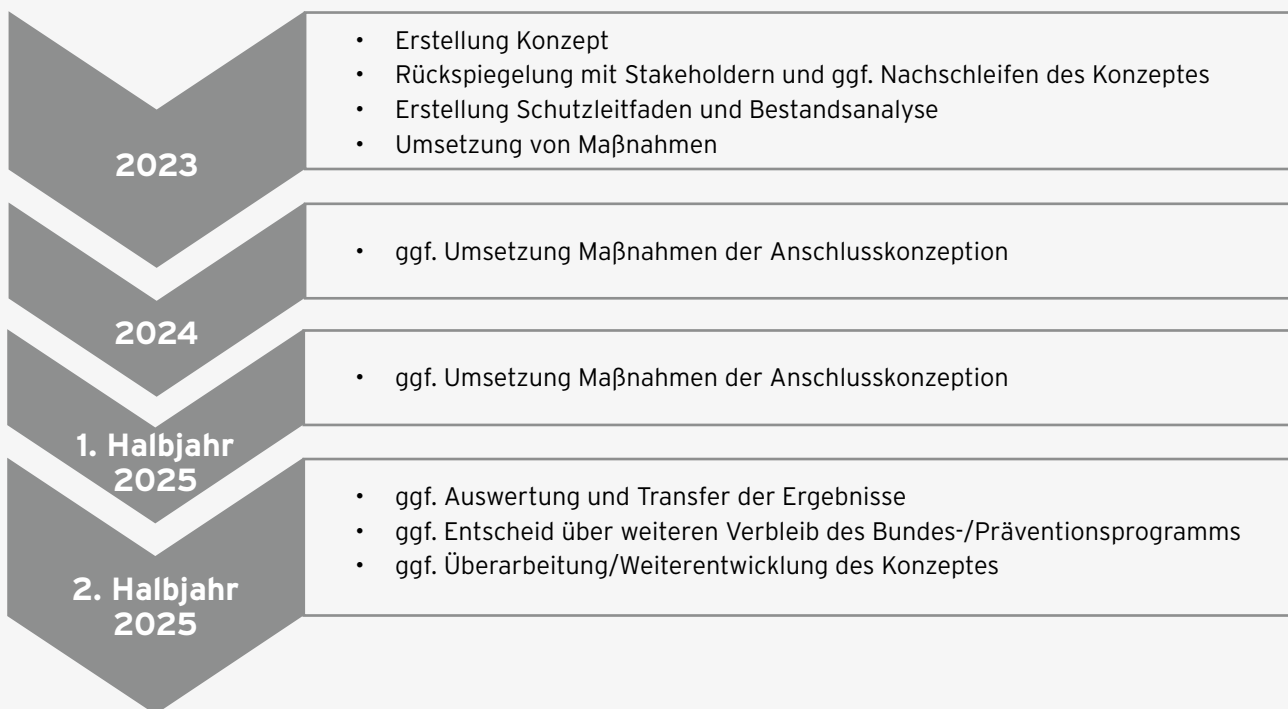 2023
• Erstellung Konzept
• Rückspiegelung mit Stakeholdern und ggf. Nachschleifen des Konzeptes
• Erstellung Schutzleitfaden und Bestandsanalyse
• Umsetzung von Maßnahmen
2024
• ggf. Umsetzung Maßnahmen der Anschlusskonzeption
1. Halbjahr
2025
• ggf. Umsetzung Maßnahmen der Anschlusskonzeption
2. Halbjahr
2025
• ggf. Auswertung und Transfer der Ergebnisse
• ggf. Entscheid über weiteren Verbleib des Bundes-/Präventionsprogramms
• ggf. Überarbeitung/Weiterentwicklung des Konzeptes